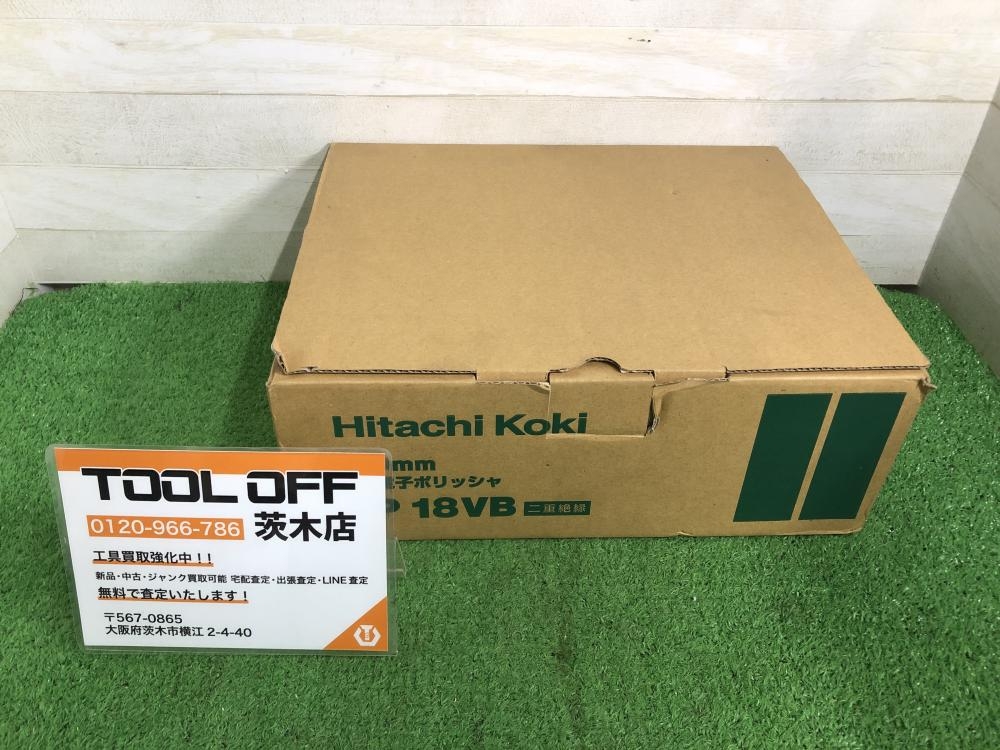 Hitachi Koki
mm
子ポリッシャ
P 18VB 二重絶縁
TOOL OFF
0120-966-786 茨木店
工具買取強化中!!
新品・中古・ジャンク買取可能 宅配査定・出張査定・LINE査定
無料で査定いたします!
〒567-0865
大阪府茨木市横江2-4-40